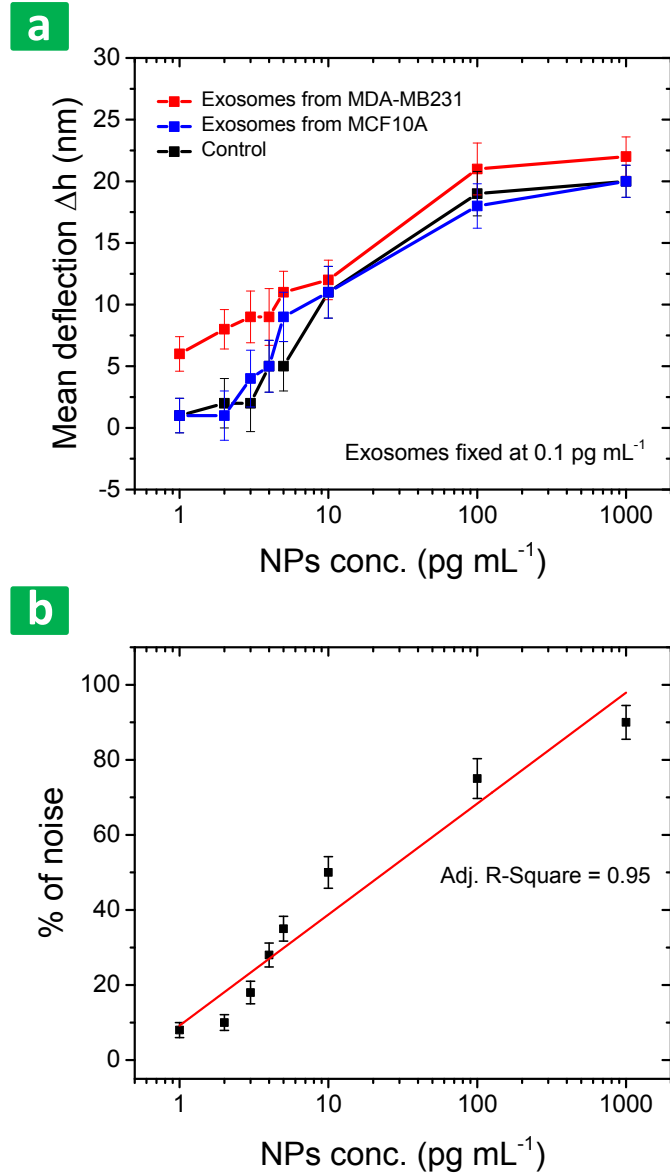 a
30
25
20
15
10
5
0
-5
Mean deflection Δh (nm)
Exosomes from MDA-MB231
Exosomes from MCF10A
Control
Exosomes fixed at 0.1 pg mL⁻¹
1 10 100 1000
NPs conc. (pg mL⁻¹)
b
100
80
60
40
20
0
% of noise
Adj. R-Square = 0.95
1 10 100 1000
NPs conc. (pg mL⁻¹)